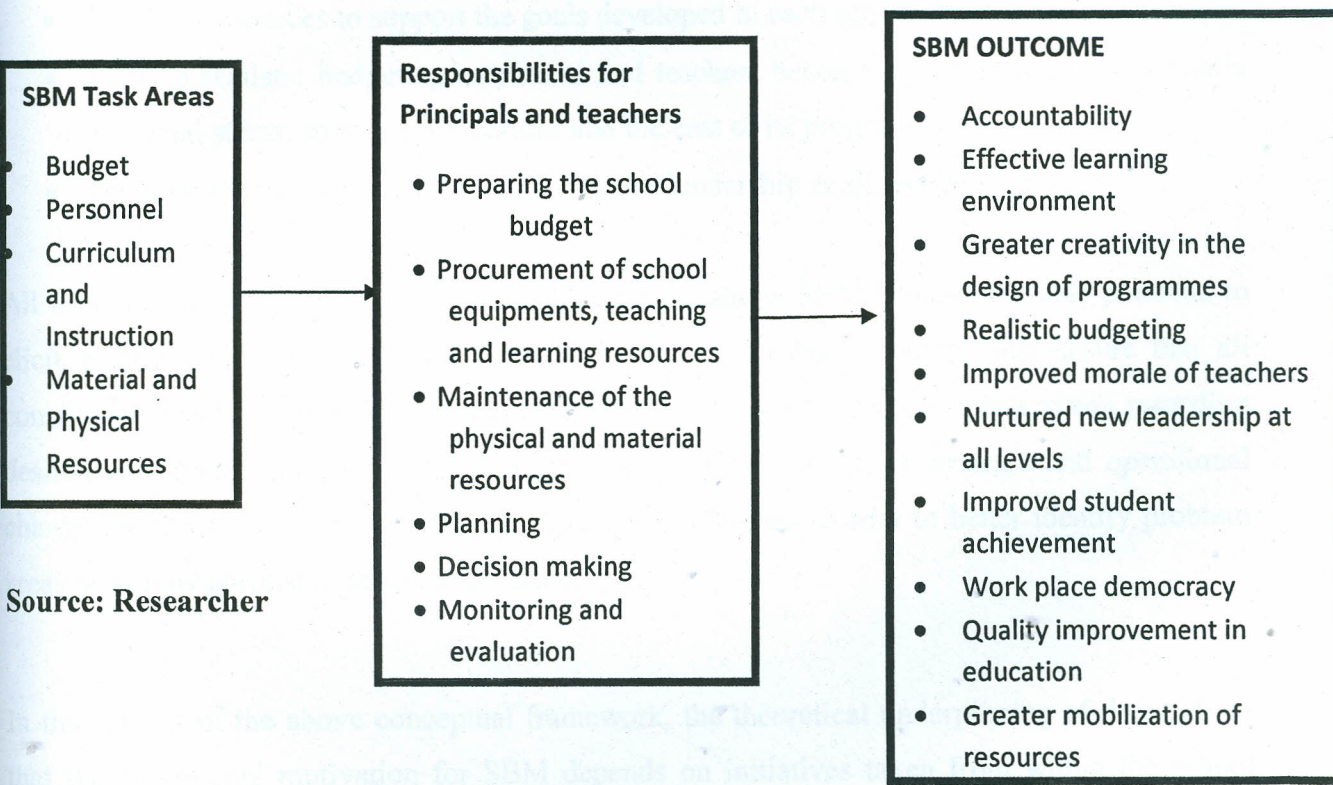 SBM Task Areas
• Budget
• Personnel
• Curriculum
and
Instruction
• Material and
Physical
Resources
Source: Researcher
Responsibilities for
Principals and teachers
• Preparing the school
budget
• Procurement of school
equipments, teaching
and learning resources
• Maintenance of the
physical and material
resources
• Planning
• Decision making
• Monitoring and
evaluation
SBM OUTCOME
• Accountability
• Effective learning
environment
• Greater creativity in the
design of programmes
• Realistic budgeting
• Improved morale of teachers
• Nurtured new leadership at
all levels
• Improved student
achievement
• Work place democracy
• Quality improvement in
education
• Greater mobilization of
resources
to support the goals developed
of the above conceptual framework, the theoretical
motivation for SBM depends on initiatives taken